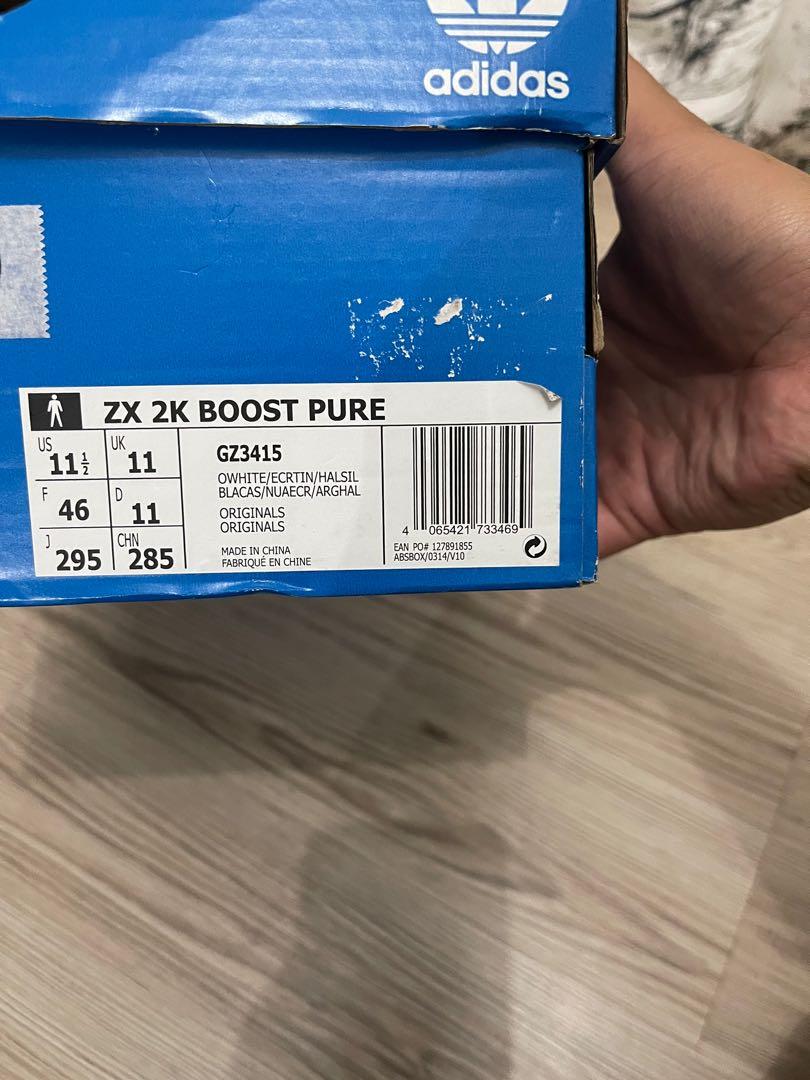 adidas
ZX 2K BOOST PURE
US 11½
UK 11
F 46
D 11
J 295
CHN 285
GZ3415
OWHITE/ECRTIN/HALSIL
BLACAS/NUAECR/ARGHAL
ORIGINALS
ORIGINALS
MADE IN CHINA
FABRIQUÉ EN CHINE
4 065421 733469
EAN PO# 127891855
ABSBOX/0314/V10